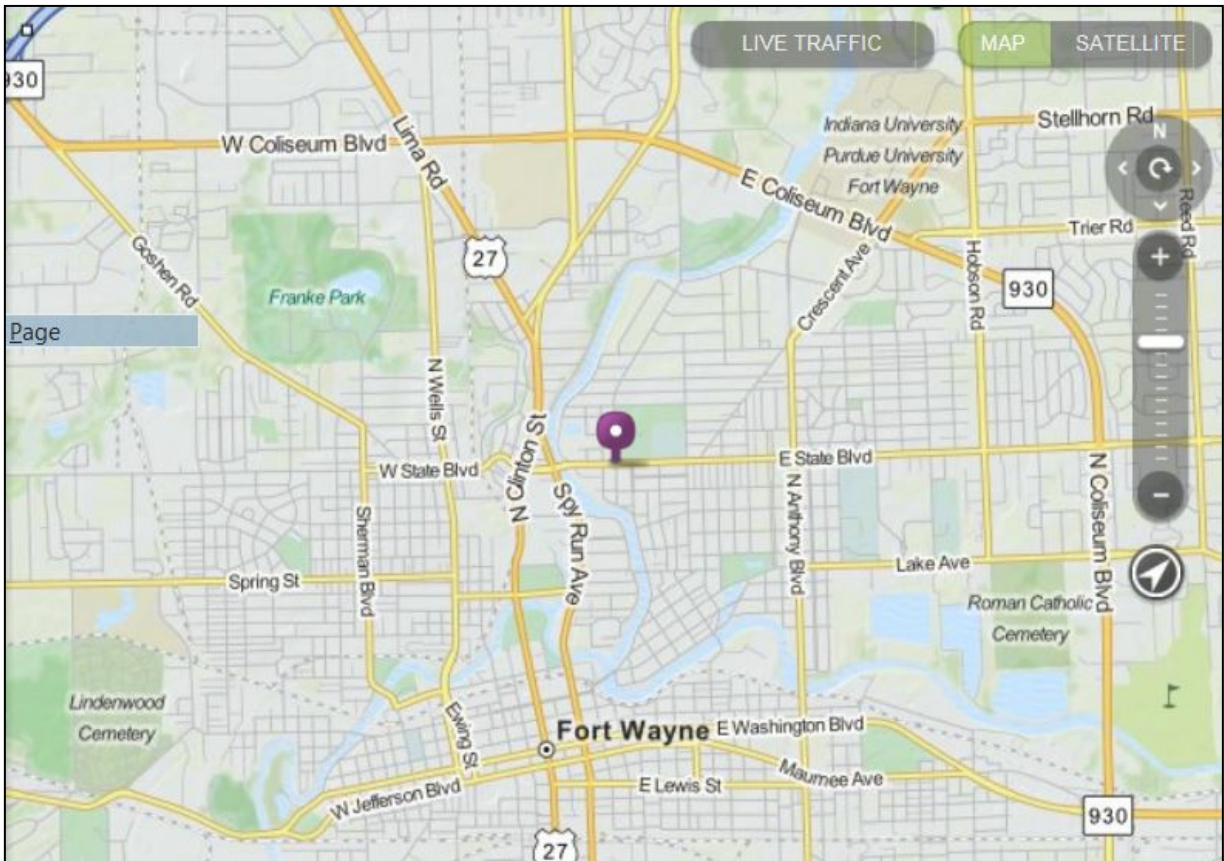 LIVE TRAFFIC
MAP
SATELLITE
930
W Coliseum Blvd
Lima Rd
Indiana University
Purdue University
Fort Wayne
Stellhorn Rd
N
E Coliseum Blvd
Trier Rd
Reed Rd
Goshen Rd
27
Franke Park
Crescent Ave
Hobson Rd
930
Page
N Wells St
N Clinton St
W State Blvd
E State Blvd
Spy Run Ave
N Anthony Blvd
N Coliseum Blvd
Sherman Blvd
Spring St
Lake Ave
Roman Catholic
Cemetery
Lindenwood
Cemetery
Ewing St
Fort Wayne
E Washington Blvd
W Jefferson Blvd
E Lewis St
Maumee Ave
930
27